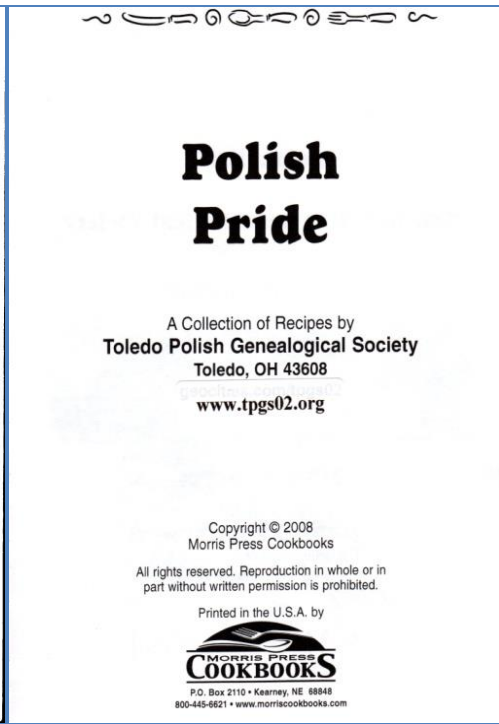 Polish
Pride
A Collection of Recipes by
Toledo Polish Genealogical Society
Toledo, OH 43608
www.tpgs02.org
Copyright © 2008
Morris Press Cookbooks
All rights reserved. Reproduction in whole or in
part without written permission is prohibited.
Printed in the U.S.A. by
MORRIS PRESS
COOKBOOKS
P.O. Box 2110 • Kearney, NE 68848
800-445-6621 • www.morriscookbooks.com